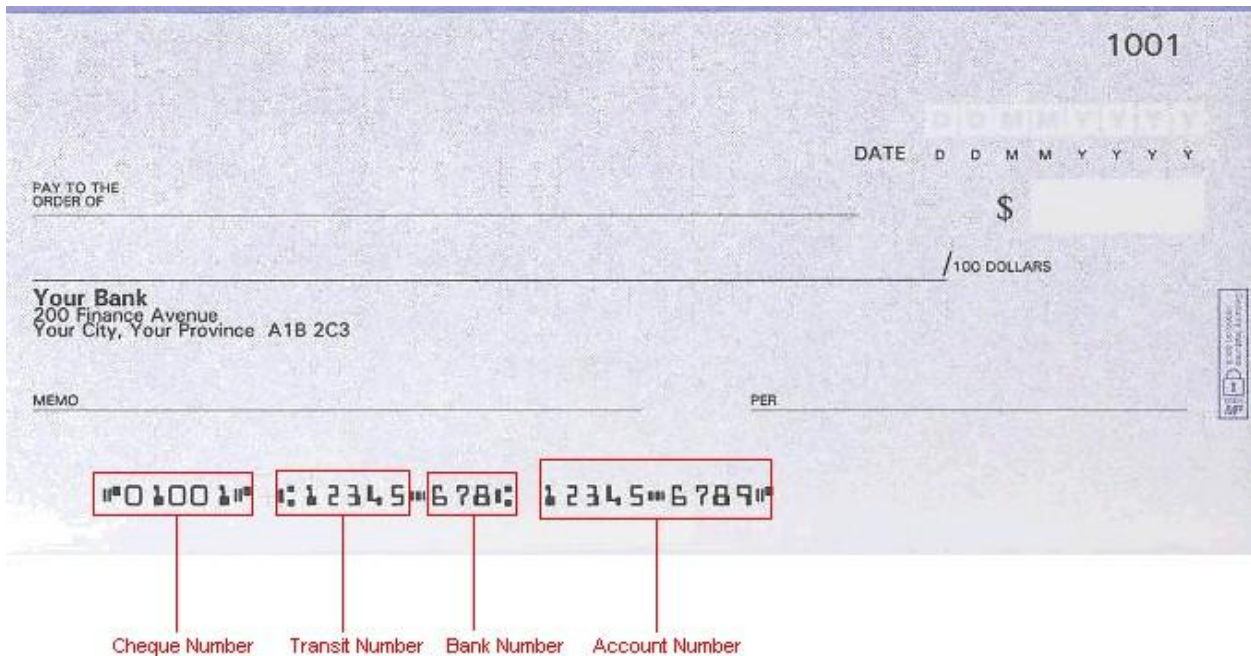 1001
DATE D D M M Y Y Y Y
PAY TO THE
ORDER OF
$
/100 DOLLARS
Your Bank
200 Finance Avenue
Your City, Your Province A1B 2C3
MEMO
PER
⑈01001⑈ ⑆12345⑉678⑆ 12345⑉6789⑈
Cheque Number Transit Number Bank Number Account Number